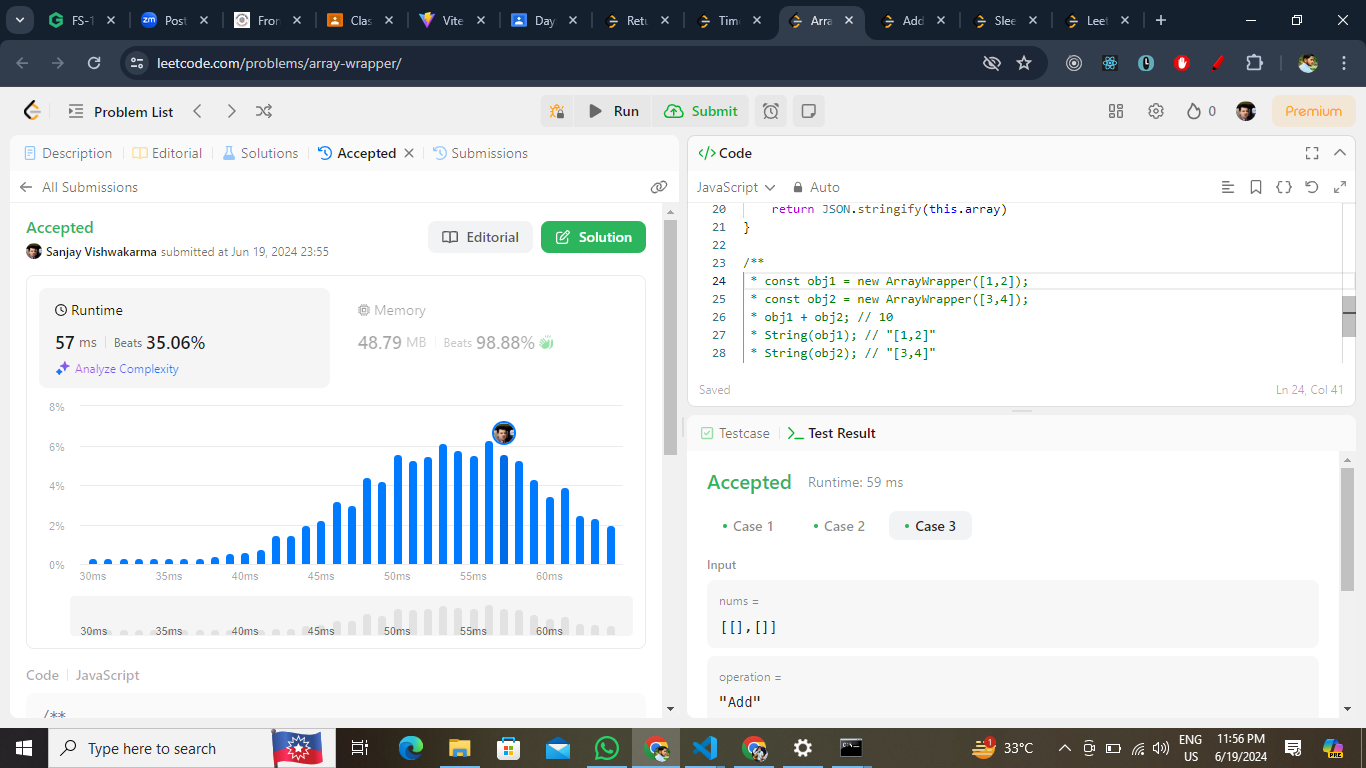 FS-1
Post
Fron
Clas
Vite
Day
Retu
Time
Arra
Add
Slee
Leet
leetcode.com/problems/array-wrapper/
Problem List
Run
Submit
0
Premium
Description
Editorial
Solutions
Accepted
Submissions
All Submissions
Accepted
Sanjay Vishwakarma submitted at Jun 19, 2024 23:55
Editorial
Solution
Runtime
57 ms Beats 35.06%
Analyze Complexity
Memory
48.79 MB Beats 98.88%
8%
6%
4%
2%
0%
30ms 35ms 40ms 45ms 50ms 55ms 60ms
30ms 35ms 40ms 45ms 50ms 55ms 60ms
Code JavaScript
/**
</> Code
JavaScript
Auto
20 return JSON.stringify(this.array)
21 }
22
23 /**
24 * const obj1 = new ArrayWrapper([1,2]);
25 * const obj2 = new ArrayWrapper([3,4]);
26 * obj1 + obj2; // 10
27 * String(obj1); // "[1,2]"
28 * String(obj2); // "[3,4]"
Saved
Ln 24, Col 41
Testcase
Test Result
Accepted Runtime: 59 ms
• Case 1
• Case 2
• Case 3
Input
nums =
[[],[]]
operation =
"Add"
Type here to search
1
33°C
ENG
US
11:56 PM
6/19/2024
PRE